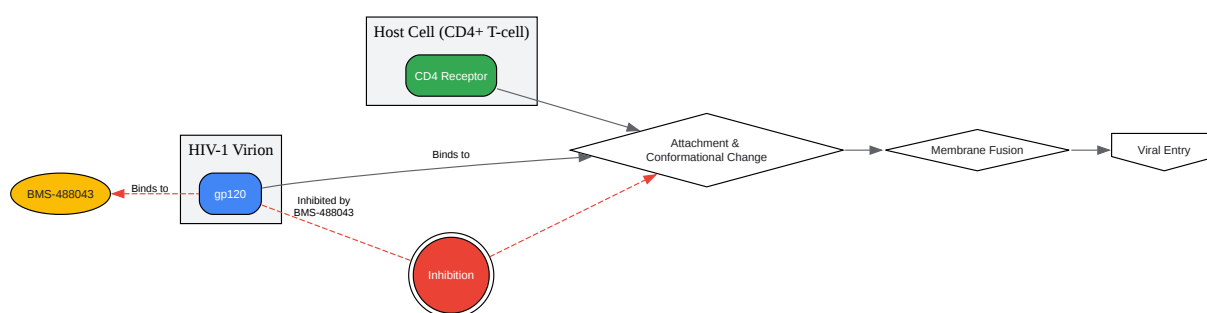 Host Cell (CD4+ T-cell)
CD4 Receptor
HIV-1 Virion
gp120
BMS-488043
Binds to
Binds to
Inhibited by
BMS-488043
Inhibition
Attachment &
Conformational Change
Membrane Fusion
Viral Entry